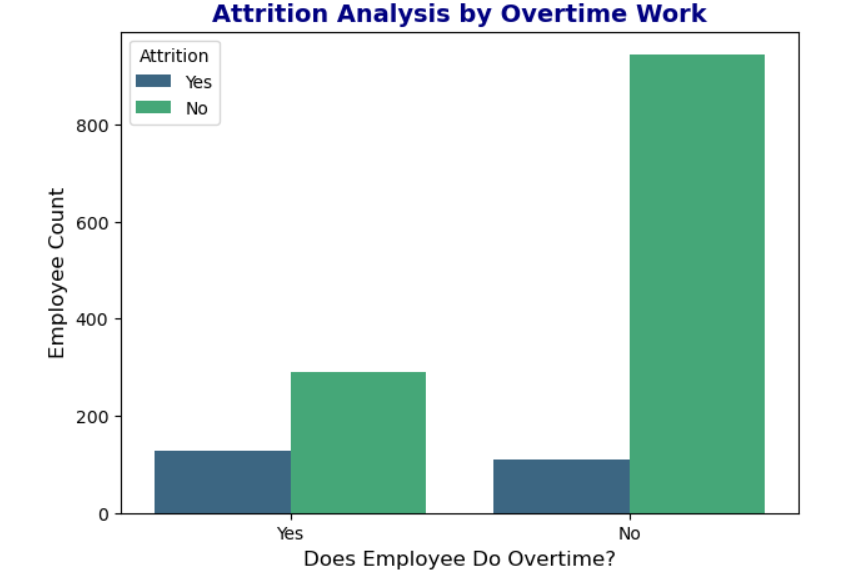 Attrition Analysis by Overtime Work
Attrition
Yes
No
800
600
400
200
0
Employee Count
Yes No
Does Employee Do Overtime?